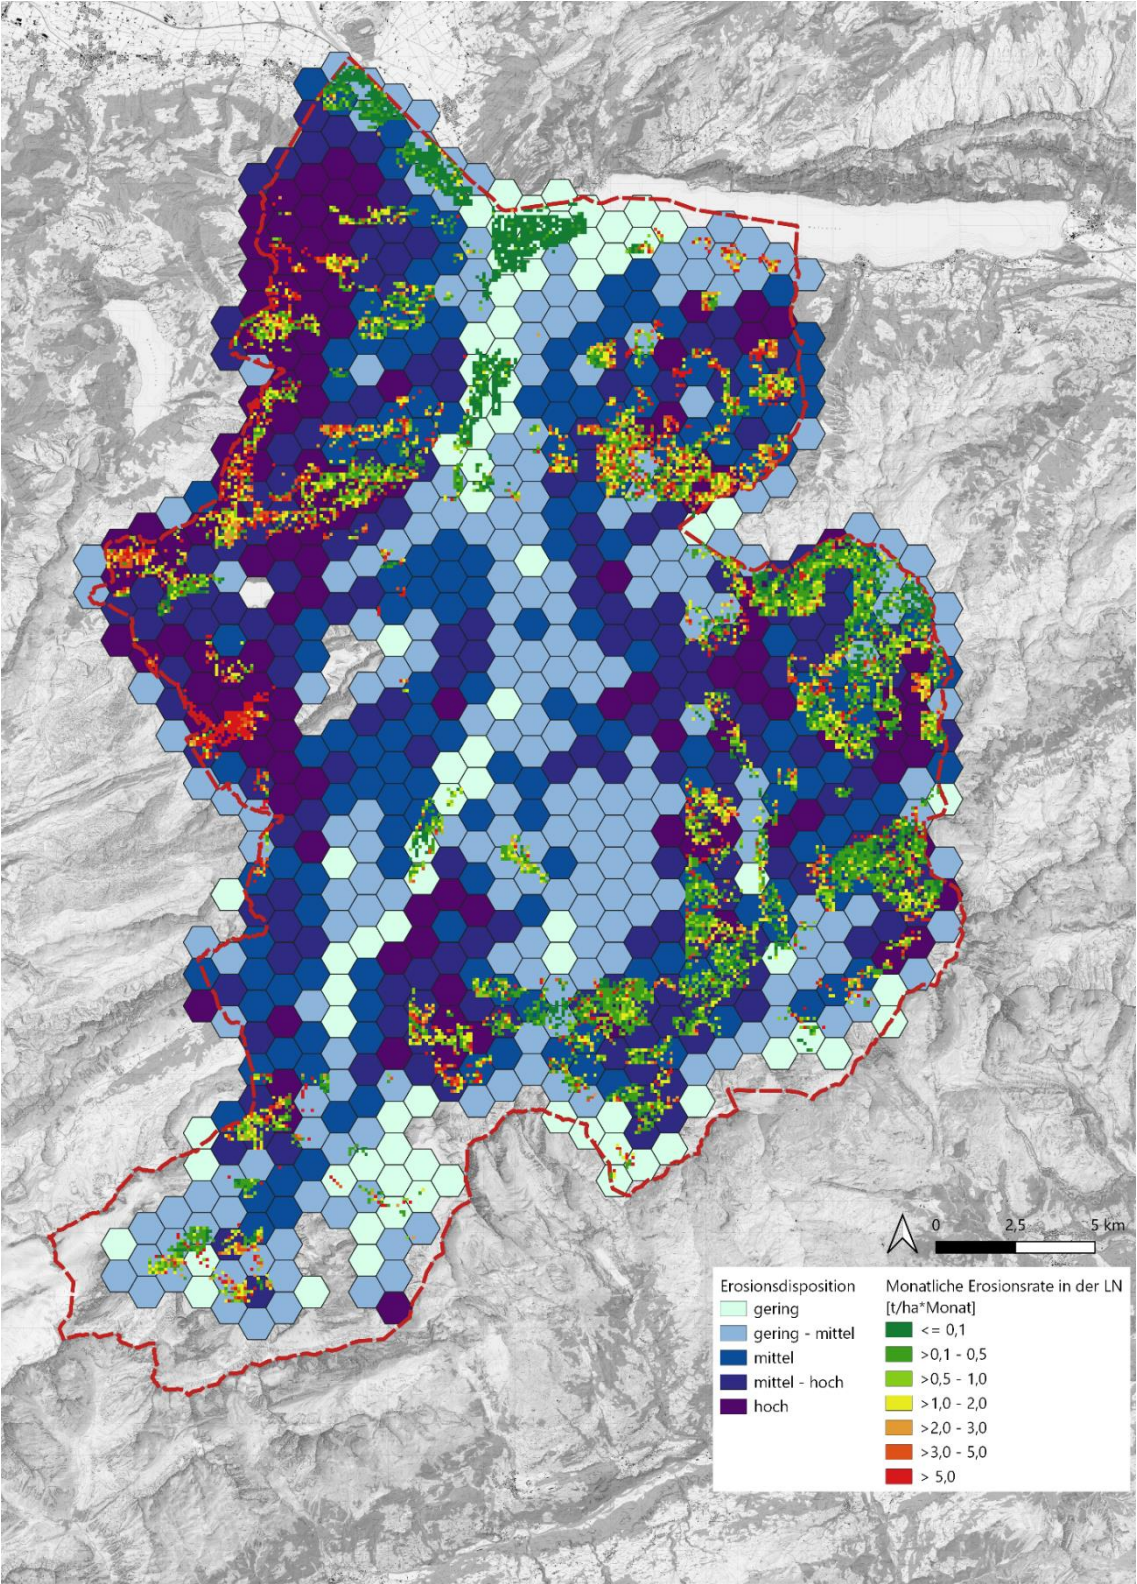 0 2,5 5 km
Erosionsdisposition
gering
gering - mittel
mittel
mittel - hoch
hoch
Monatliche Erosionsrate in der LN
[t/ha*Monat]
<= 0,1
>0,1 - 0,5
>0,5 - 1,0
>1,0 - 2,0
>2,0 - 3,0
>3,0 - 5,0
> 5,0